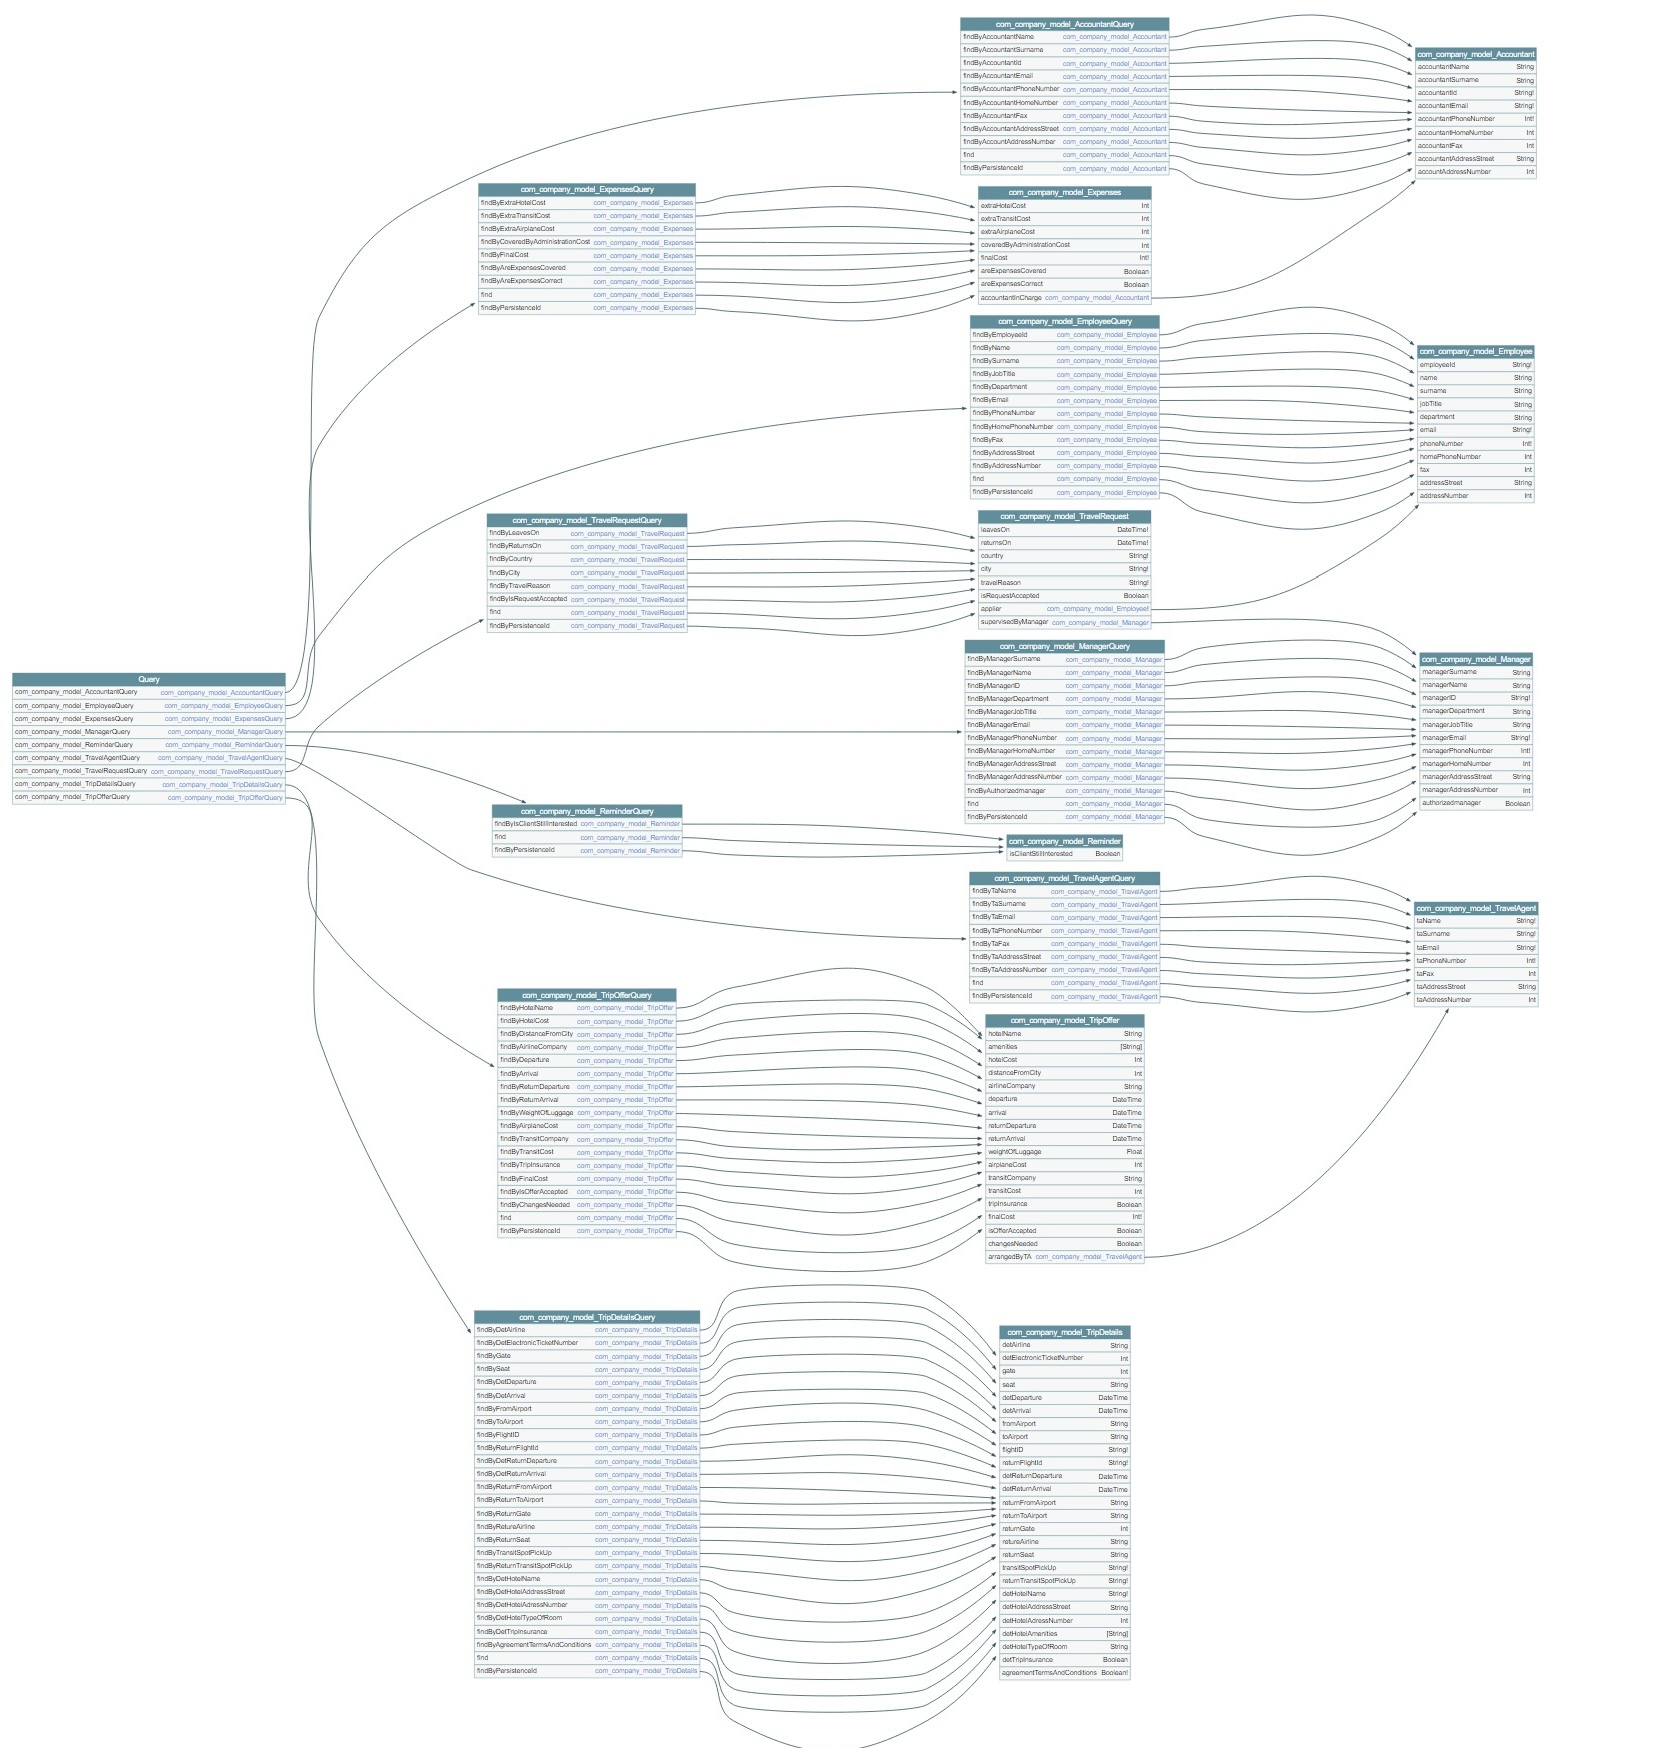 Query
com_company_model_AccountantQuery com_company_model_AccountantQuery
com_company_model_EmployeeQuery com_company_model_EmployeeQuery
com_company_model_ExpensesQuery com_company_model_ExpensesQuery
com_company_model_ManagerQuery com_company_model_ManagerQuery
com_company_model_ReminderQuery com_company_model_ReminderQuery
com_company_model_TravelAgentQuery com_company_model_TravelAgentQuery
com_company_model_TravelRequestQuery com_company_model_TravelRequestQuery
com_company_model_TripDetailsQuery com_company_model_TripDetailsQuery
com_company_model_TripOfferQuery com_company_model_TripOfferQuery
com_company_model_AccountantQuery
findByAccountantName com_company_model_Accountant
findByAccountantSurname com_company_model_Accountant
findByAccountantId com_company_model_Accountant
findByAccountantEmail com_company_model_Accountant
findByAccountantPhoneNumber com_company_model_Accountant
findByAccountantHomeNumber com_company_model_Accountant
findByAccountantFax com_company_model_Accountant
findByAccountantAddressStreet com_company_model_Accountant
findByAccountAddressNumber com_company_model_Accountant
find com_company_model_Accountant
findByPersistenceId com_company_model_Accountant
com_company_model_Accountant
accountantName String
accountantSurname String
accountantId String!
accountantEmail String!
accountantPhoneNumber Int!
accountantHomeNumber Int
accountantFax Int
accountantAddressStreet String
accountAddressNumber Int
com_company_model_ExpensesQuery
findByExtraHotelCost com_company_model_Expenses
findByExtraTransitCost com_company_model_Expenses
findByExtraAirplaneCost com_company_model_Expenses
findByCoveredByAdministrationCost com_company_model_Expenses
findByFinalCost com_company_model_Expenses
findByAreExpensesCovered com_company_model_Expenses
findByAreExpensesCorrect com_company_model_Expenses
find com_company_model_Expenses
findByPersistenceId com_company_model_Expenses
com_company_model_Expenses
extraHotelCost Int
extraTransitCost Int
extraAirplaneCost Int
coveredByAdministrationCost Int
finalCost Int!
areExpensesCovered Boolean
areExpensesCorrect Boolean
accountantInCharge com_company_model_Accountant
com_company_model_EmployeeQuery
findByEmployeeId com_company_model_Employee
findByName com_company_model_Employee
findBySurname com_company_model_Employee
findByJobTitle com_company_model_Employee
findByDepartment com_company_model_Employee
findByEmail com_company_model_Employee
findByPhoneNumber com_company_model_Employee
findByHomePhoneNumber com_company_model_Employee
findByFax com_company_model_Employee
findByAddressStreet com_company_model_Employee
findByAddressNumber com_company_model_Employee
find com_company_model_Employee
findByPersistenceId com_company_model_Employee
com_company_model_Employee
employeeId String!
name String
surname String
jobTitle String
department String
email String!
phoneNumber Int!
homePhoneNumber Int
fax Int
addressStreet String
addressNumber Int
com_company_model_TravelRequestQuery
findByLeavesOn com_company_model_TravelRequest
findByReturnsOn com_company_model_TravelRequest
findByCountry com_company_model_TravelRequest
findByCity com_company_model_TravelRequest
findByTravelReason com_company_model_TravelRequest
findByIsRequestAccepted com_company_model_TravelRequest
find com_company_model_TravelRequest
findByPersistenceId com_company_model_TravelRequest
com_company_model_TravelRequest
leavesOn DateTime!
returnsOn DateTime!
country String!
city String!
travelReason String!
isRequestAccepted Boolean
applier com_company_model_Employee!
supervisedByManager com_company_model_Manager
com_company_model_ManagerQuery
findByManagerSurname com_company_model_Manager
findByManagerName com_company_model_Manager
findByManagerID com_company_model_Manager
findByManagerDepartment com_company_model_Manager
findByManagerJobTitle com_company_model_Manager
findByManagerEmail com_company_model_Manager
findByManagerPhoneNumber com_company_model_Manager
findByManagerHomeNumber com_company_model_Manager
findByManagerAddressStreet com_company_model_Manager
findByManagerAddressNumber com_company_model_Manager
findByAuthorizedmanager com_company_model_Manager
find com_company_model_Manager
findByPersistenceId com_company_model_Manager
com_company_model_Manager
managerSurname String
managerName String
managerID String!
managerDepartment String
managerJobTitle String
managerEmail String!
managerPhoneNumber Int!
managerHomeNumber Int
managerAddressStreet String
managerAddressNumber Int
authorizedmanager Boolean
com_company_model_ReminderQuery
findByIsClientStillInterested com_company_model_Reminder
find com_company_model_Reminder
findByPersistenceId com_company_model_Reminder
com_company_model_Reminder
isClientStillInterested Boolean
com_company_model_TravelAgentQuery
findByTaName com_company_model_TravelAgent
findByTaSurname com_company_model_TravelAgent
findByTaEmail com_company_model_TravelAgent
findByTaPhoneNumber com_company_model_TravelAgent
findByTaFax com_company_model_TravelAgent
findByTaAddressStreet com_company_model_TravelAgent
findByTaAddressNumber com_company_model_TravelAgent
find com_company_model_TravelAgent
findByPersistenceId com_company_model_TravelAgent
com_company_model_TravelAgent
taName String!
taSurname String!
taEmail String!
taPhoneNumber Int!
taFax Int
taAddressStreet String
taAddressNumber Int
com_company_model_TripOfferQuery
findByHotelName com_company_model_TripOffer
findByHotelCost com_company_model_TripOffer
findByDistanceFromCity com_company_model_TripOffer
findByAirlineCompany com_company_model_TripOffer
findByDeparture com_company_model_TripOffer
findByArrival com_company_model_TripOffer
findByReturnDeparture com_company_model_TripOffer
findByReturnArrival com_company_model_TripOffer
findByWeightOfLuggage com_company_model_TripOffer
findByAirplaneCost com_company_model_TripOffer
findByTransitCompany com_company_model_TripOffer
findByTransitCost com_company_model_TripOffer
findByTripInsurance com_company_model_TripOffer
findByFinalCost com_company_model_TripOffer
findByIsOfferAccepted com_company_model_TripOffer
findByChangesNeeded com_company_model_TripOffer
find com_company_model_TripOffer
findByPersistenceId com_company_model_TripOffer
com_company_model_TripOffer
hotelName String
amenities [String]
hotelCost Int
distanceFromCity Int
airlineCompany String
departure DateTime
arrival DateTime
returnDeparture DateTime
returnArrival DateTime
weightOfLuggage Float
airplaneCost Int
transitCompany String
transitCost Int
tripInsurance Boolean
finalCost Int!
isOfferAccepted Boolean
changesNeeded Boolean
arrangedByTA com_company_model_TravelAgent
com_company_model_TripDetailsQuery
findByDetAirline com_company_model_TripDetails
findByDetElectronicTicketNumber com_company_model_TripDetails
findByGate com_company_model_TripDetails
findBySeat com_company_model_TripDetails
findByDetDeparture com_company_model_TripDetails
findByDetArrival com_company_model_TripDetails
findByFromAirport com_company_model_TripDetails
findByToAirport com_company_model_TripDetails
findByFlightID com_company_model_TripDetails
findByReturnFlightId com_company_model_TripDetails
findByDetReturnDeparture com_company_model_TripDetails
findByDetReturnArrival com_company_model_TripDetails
findByReturnFromAirport com_company_model_TripDetails
findByReturnToAirport com_company_model_TripDetails
findByReturnGate com_company_model_TripDetails
findByRetureAirline com_company_model_TripDetails
findByReturnSeat com_company_model_TripDetails
findByTransitSpotPickUp com_company_model_TripDetails
findByReturnTransitSpotPickUp com_company_model_TripDetails
findByDetHotelName com_company_model_TripDetails
findByDetHotelAddressStreet com_company_model_TripDetails
findByDetHotelAdressNumber com_company_model_TripDetails
findByDetHotelTypeOfRoom com_company_model_TripDetails
findByDetTripInsurance com_company_model_TripDetails
findByAgreementTermsAndConditions com_company_model_TripDetails
find com_company_model_TripDetails
findByPersistenceId com_company_model_TripDetails
com_company_model_TripDetails
detAirline String
detElectronicTicketNumber Int
gate Int
seat String
detDeparture DateTime
detArrival DateTime
fromAirport String
toAirport String
flightID String!
returnFlightId String!
detReturnDeparture DateTime
detReturnArrival DateTime
returnFromAirport String
returnToAirport String
returnGate Int
retureAirline String
returnSeat String
transitSpotPickUp String!
returnTransitSpotPickUp String!
detHotelName String!
detHotelAddressStreet String
detHotelAdressNumber Int
detHotelAmenities [String]
detHotelTypeOfRoom String
detTripInsurance Boolean
agreementTermsAndConditions Boolean!